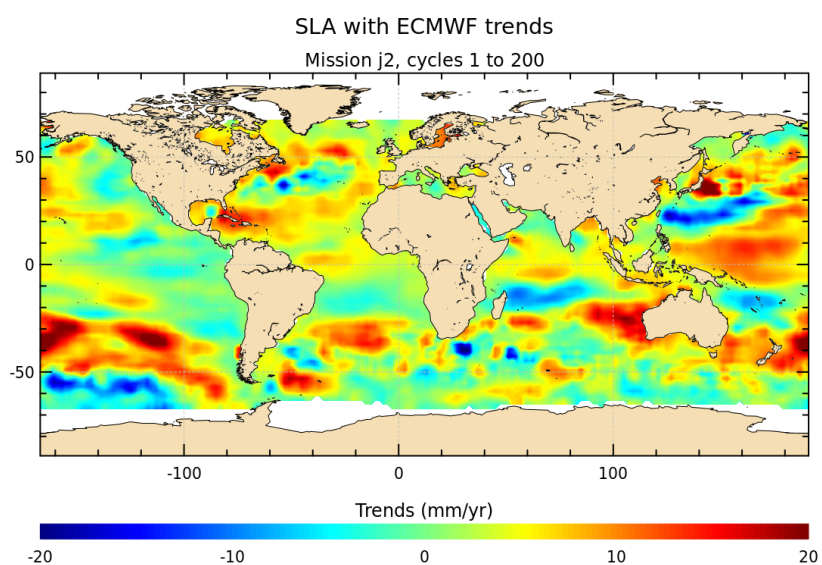 SLA with ECMWF trends
Mission j2, cycles 1 to 200
50
0
-50
-100 0 100
Trends (mm/yr)
-20 -10 0 10 20